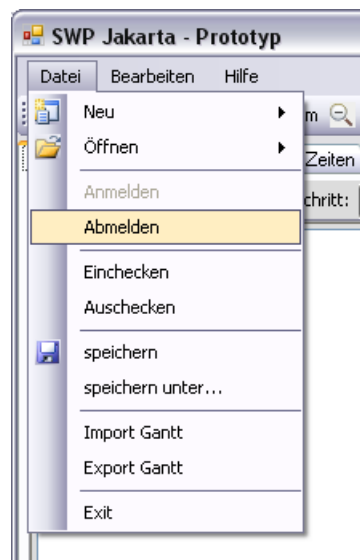 SWP Jakarta - Prototyp
Datei Bearbeiten Hilfe
Neu
m
Öffnen
Zeiten
Anmelden
chritt:
Abmelden
Einchecken
Auschecken
speichern
speichern unter...
Import Gantt
Export Gantt
Exit